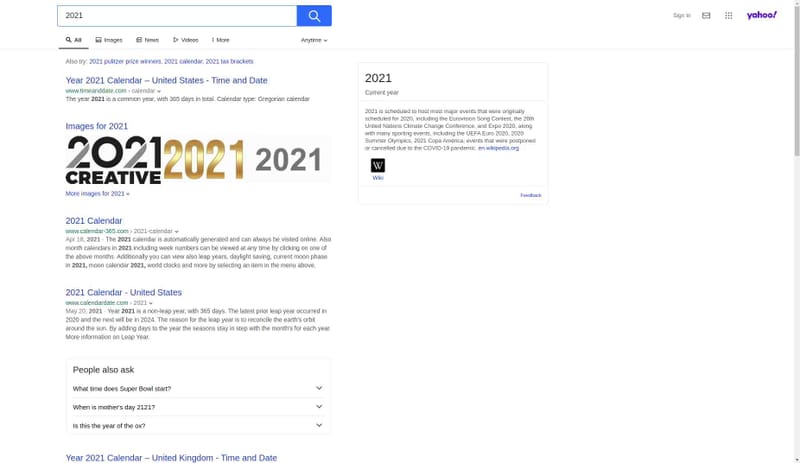 2021
Sign in
yahoo!
All
Images
News
Videos
More
Anytime
Also try: 2021 pulitzer prize winners, 2021 calendar, 2021 tax brackets
Year 2021 Calendar – United States - Time and Date
www.timeanddate.com › calendar
The year 2021 is a common year, with 365 days in total. Calendar type: Gregorian calendar
Images for 2021
2021
CREATIVE
2021
2021
More images for 2021 »
2021 Calendar
www.calendar-365.com › 2021-calendar
Apr 18, 2021 · The 2021 calendar is automatically generated and can always be visited online. Also
month calendars in 2021 including week numbers can be viewed at any time by clicking on one of
the above months. Additionally you can view also leap years, daylight saving, current moon phase
in 2021, moon calendar 2021, world clocks and more by selecting an item in the menu above.
2021 Calendar - United States
www.calendardate.com › 2021
May 20, 2021 · Year 2021 is a non-leap year, with 365 days. The latest prior leap year occurred in
2020 and the next will be in 2024. The reason for the leap year is to reconcile the earth's orbit
around the sun. By adding days to the year the seasons stay in step with the month's for each year.
More information on Leap Year.
People also ask
What time does Super Bowl start?
When is mother's day 2121?
Is this the year of the ox?
Year 2021 Calendar – United Kingdom - Time and Date
2021
Current year
2021 is scheduled to host most major events that were originally
scheduled for 2020, including the Eurovision Song Contest, the 26th
United Nations Climate Change Conference, and Expo 2020, along
with many sporting events, including the UEFA Euro 2020, 2020
Summer Olympics, 2021 Copa América, events that were postponed
or cancelled due to the COVID-19 pandemic. en.wikipedia.org
W
Wiki
Feedback